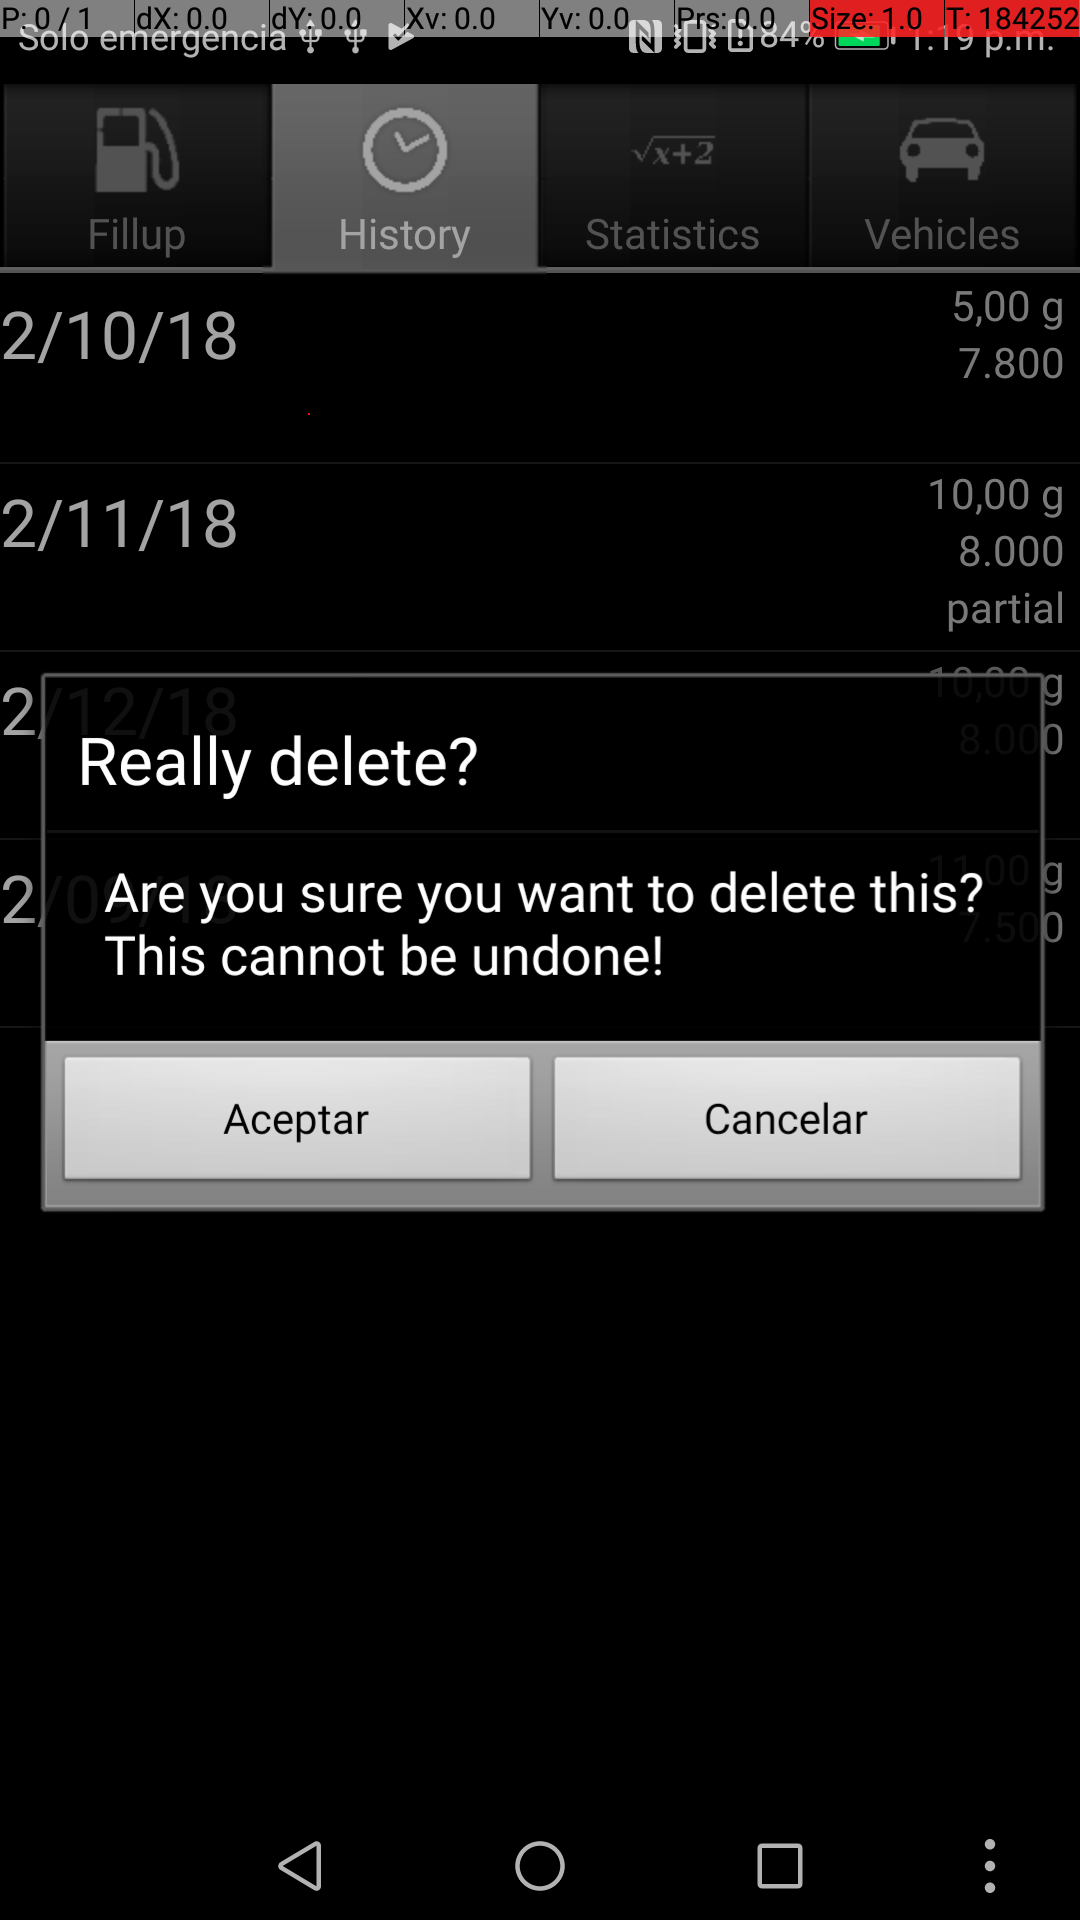 P: 0 / 1 dX: 0.0 dY: 0.0 Xv: 0.0 Yv: 0.0 Prs: 0.0 Size: 1.0 T: 184252
Solo emergencia 84% 1:19 p.m.
√x+2
Fillup History Statistics Vehicles
2/10/18 5,00 g
7.800
2/11/18 10,00 g
8.000
partial
2/12/18 10,00 g
8.000
Really delete?
2/09/18 11,00 g
7.500
Are you sure you want to delete this?
This cannot be undone!
Aceptar Cancelar